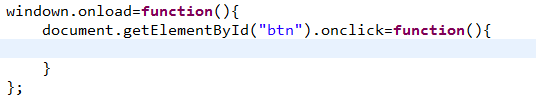 windown.onload=function(){
    document.getElementById("btn").onclick=function(){
    }
};